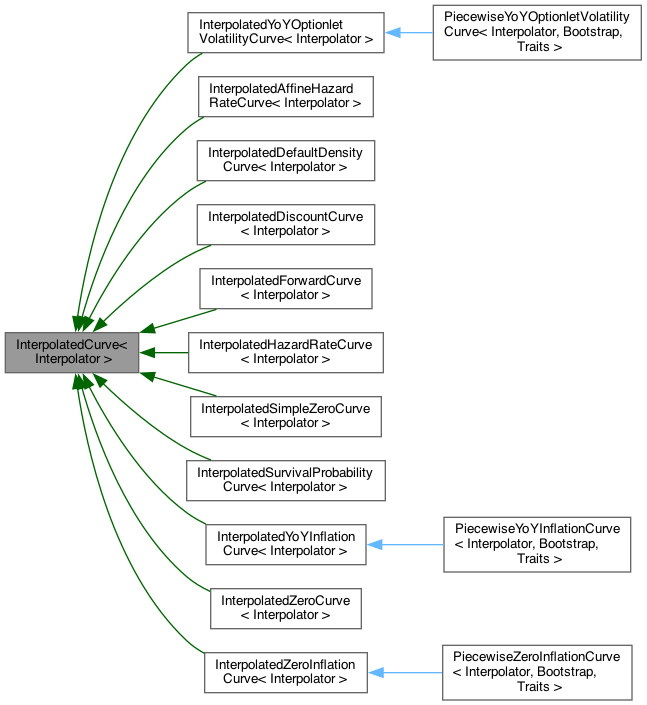 InterpolatedYoYOptionlet
VolatilityCurve< Interpolator >
PiecewiseYoYOptionletVolatility
Curve< Interpolator, Bootstrap,
Traits >
InterpolatedAffineHazard
RateCurve< Interpolator >
InterpolatedDefaultDensity
Curve< Interpolator >
InterpolatedDiscountCurve
< Interpolator >
InterpolatedForwardCurve
< Interpolator >
InterpolatedCurve<
Interpolator >
InterpolatedHazardRateCurve
< Interpolator >
InterpolatedSimpleZeroCurve
< Interpolator >
InterpolatedSurvivalProbability
Curve< Interpolator >
InterpolatedYoYInflation
Curve< Interpolator >
PiecewiseYoYInflationCurve
< Interpolator, Bootstrap,
Traits >
InterpolatedZeroCurve
< Interpolator >
InterpolatedZeroInflation
Curve< Interpolator >
PiecewiseZeroInflationCurve
< Interpolator, Bootstrap,
Traits >